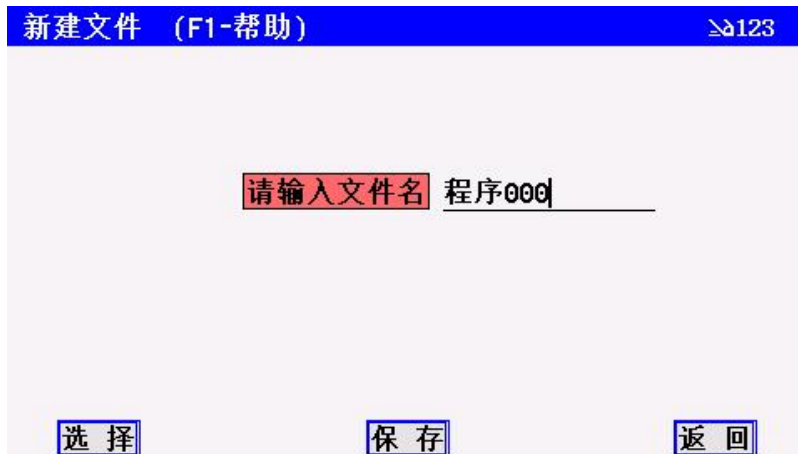 新建文件 (F1-帮助) 123
请输入文件名 程序000
选 择 保 存 返 回